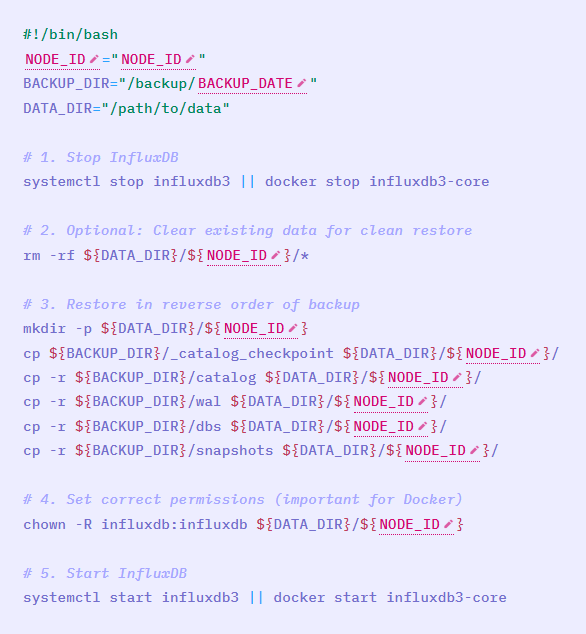 #!/bin/bash
NODE_ID="NODE_ID"
BACKUP_DIR="/backup/BACKUP_DATE"
DATA_DIR="/path/to/data"
# 1. Stop InfluxDB
systemctl stop influxdb3 || docker stop influxdb3-core
# 2. Optional: Clear existing data for clean restore
rm -rf ${DATA_DIR}/${NODE_ID}/*
# 3. Restore in reverse order of backup
mkdir -p ${DATA_DIR}/${NODE_ID}
cp ${BACKUP_DIR}/_catalog_checkpoint ${DATA_DIR}/${NODE_ID}/
cp -r ${BACKUP_DIR}/catalog ${DATA_DIR}/${NODE_ID}/
cp -r ${BACKUP_DIR}/wal ${DATA_DIR}/${NODE_ID}/
cp -r ${BACKUP_DIR}/dbs ${DATA_DIR}/${NODE_ID}/
cp -r ${BACKUP_DIR}/snapshots ${DATA_DIR}/${NODE_ID}/
# 4. Set correct permissions (important for Docker)
chown -R influxdb:influxdb ${DATA_DIR}/${NODE_ID}
# 5. Start InfluxDB
systemctl start influxdb3 || docker start influxdb3-core